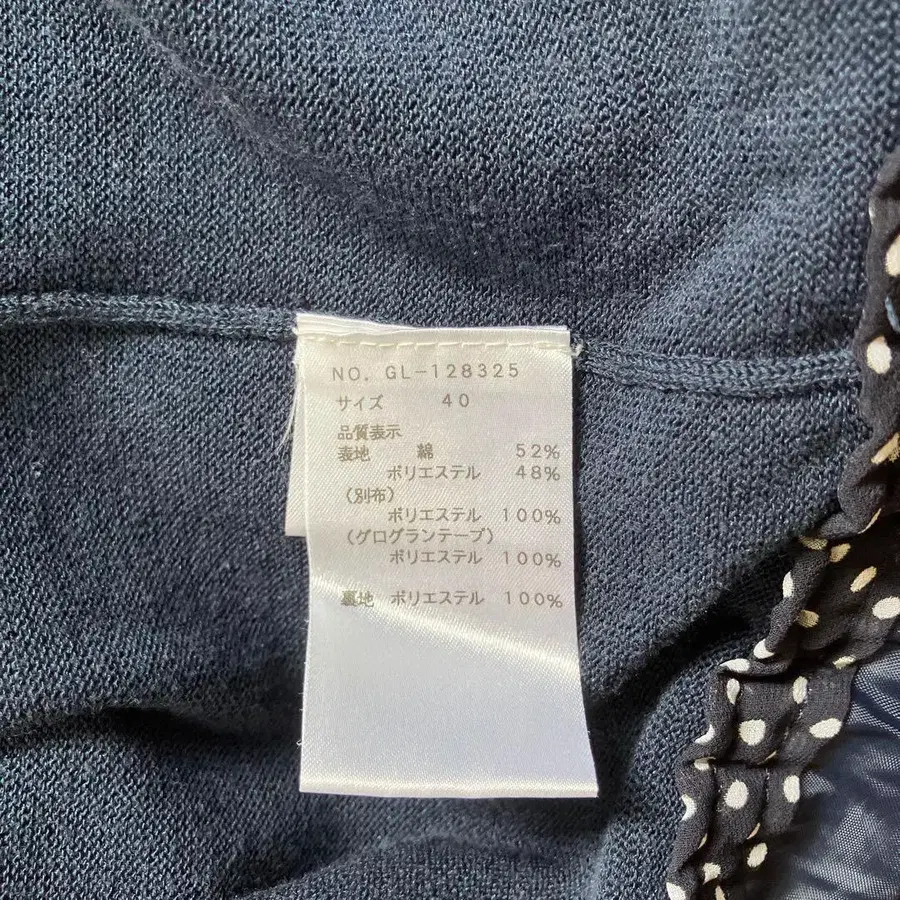 NO. GL-128325
サイズ 40
品質表示
表地 綿 52%
ポリエステル 48%
(別布)
ポリエステル 100%
(グログランテープ)
ポリエステル 100%
裏地 ポリエステル 100%